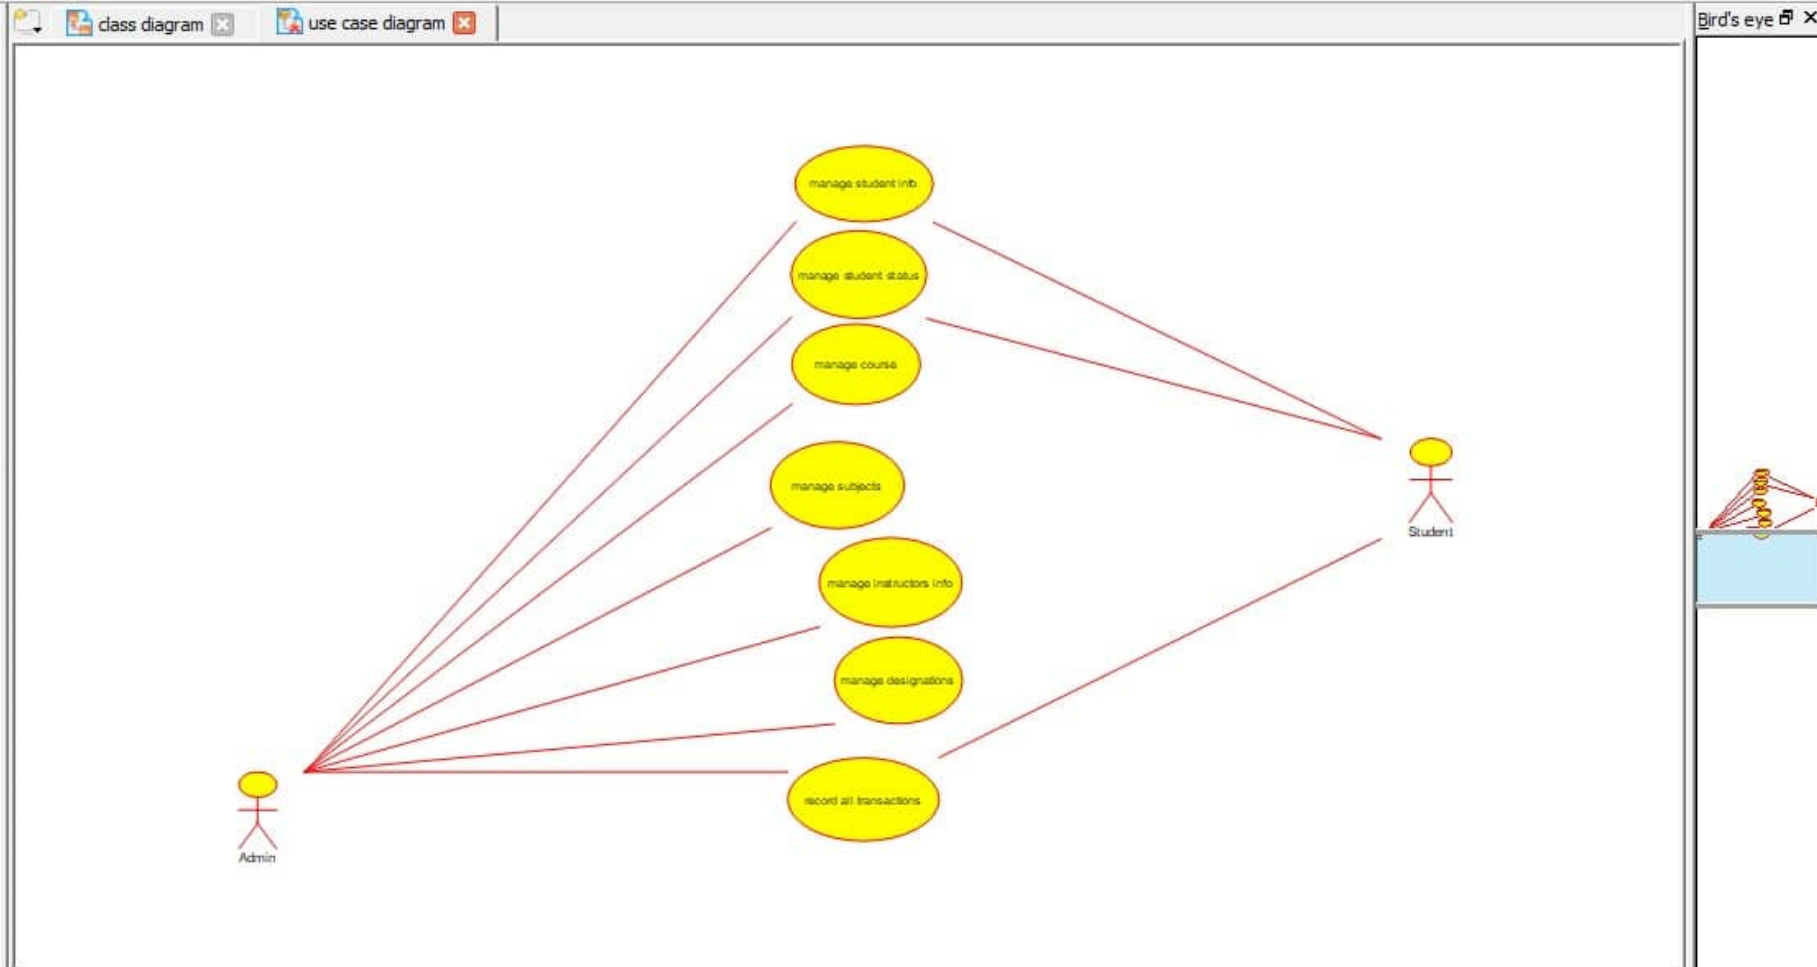 class diagram
use case diagram
Bird's eye
manage student info
manage student status
manage course
manage subjects
manage instructors info
manage designations
record all transactions
Student
Admin